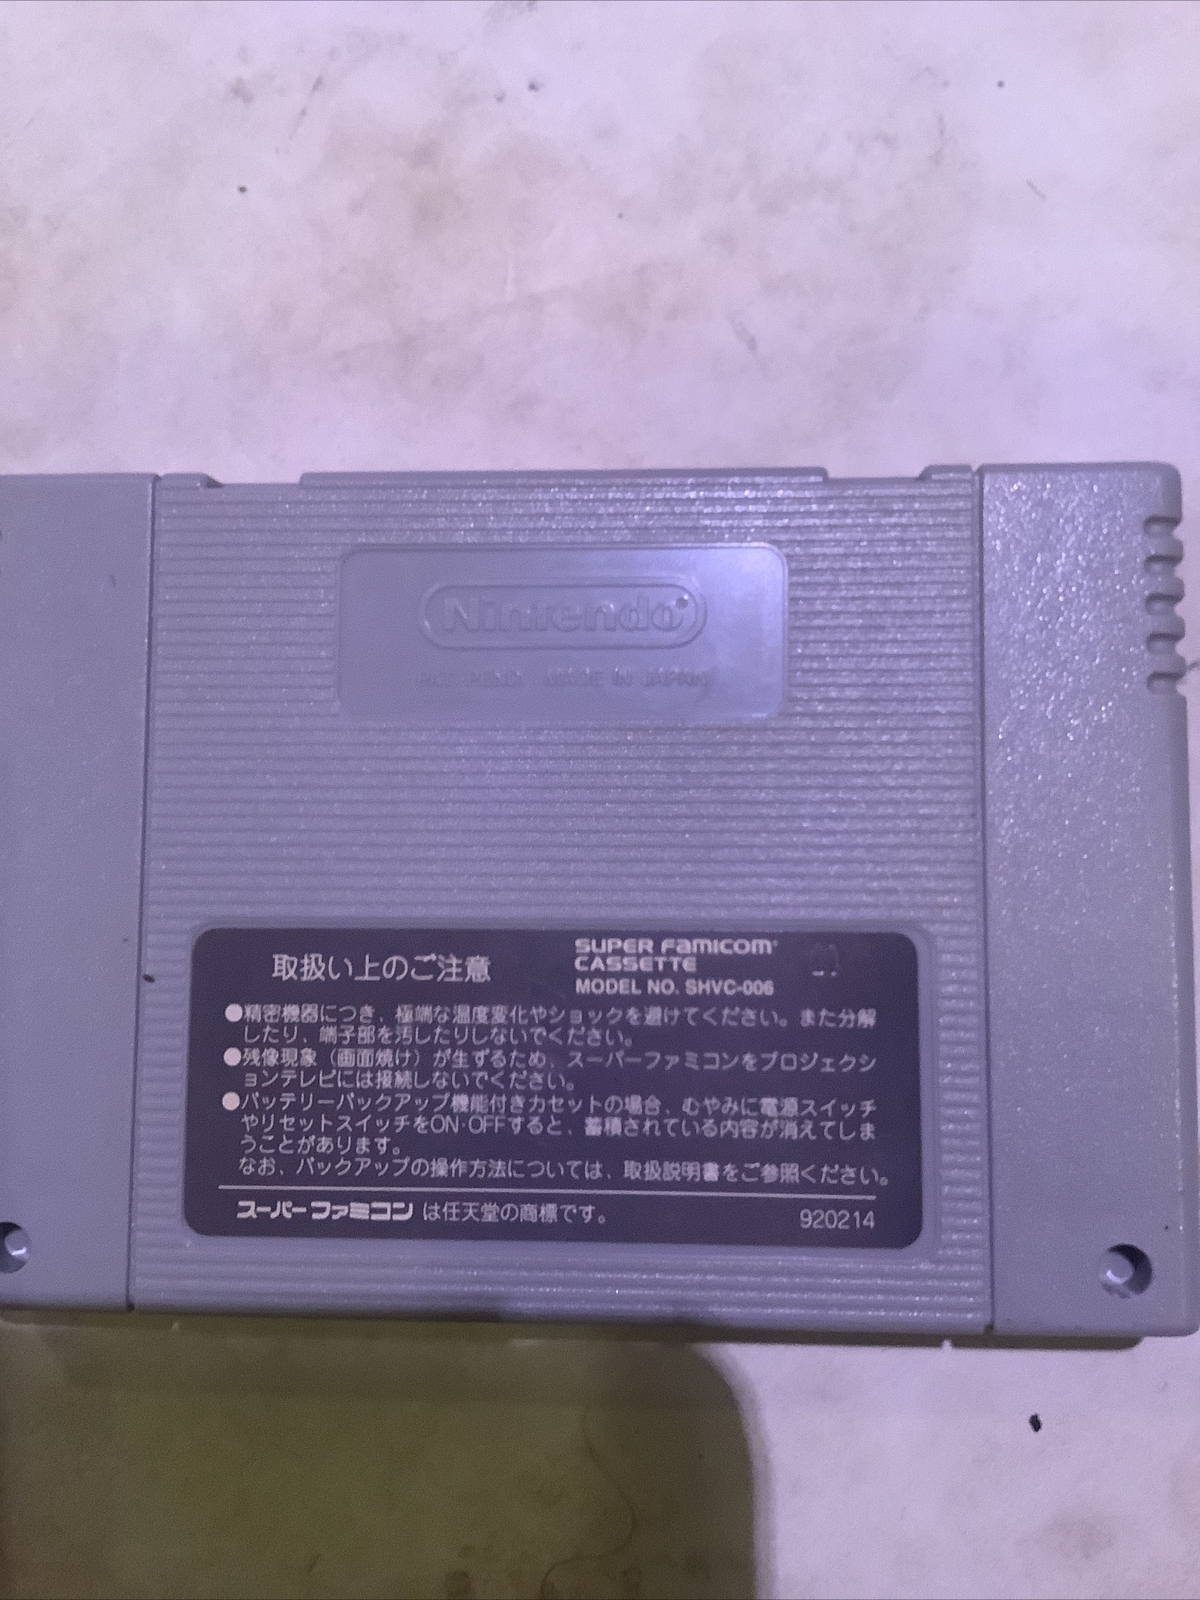 Nintendo
PAT. PEND. MADE IN JAPAN
取扱い上のご注意
SUPER FAMICOM
CASSETTE
MODEL NO. SHVC-006
●精密機器につき、極端な温度変化やショックを避けてください。また分解
したり、端子部を汚したりしないでください。
●残像現象（画面焼け）が生ずるため、スーパーファミコンをプロジェクシ
ョンテレビには接続しないでください。
●バッテリーバックアップ機能付きカセットの場合、むやみに電源スイッチ
やリセットスイッチをON·OFFすると、蓄積されている内容が消えてしま
うことがあります。
なお、バックアップの操作方法については、取扱説明書をご参照ください。
スーパーファミコン は任天堂の商標です。
920214